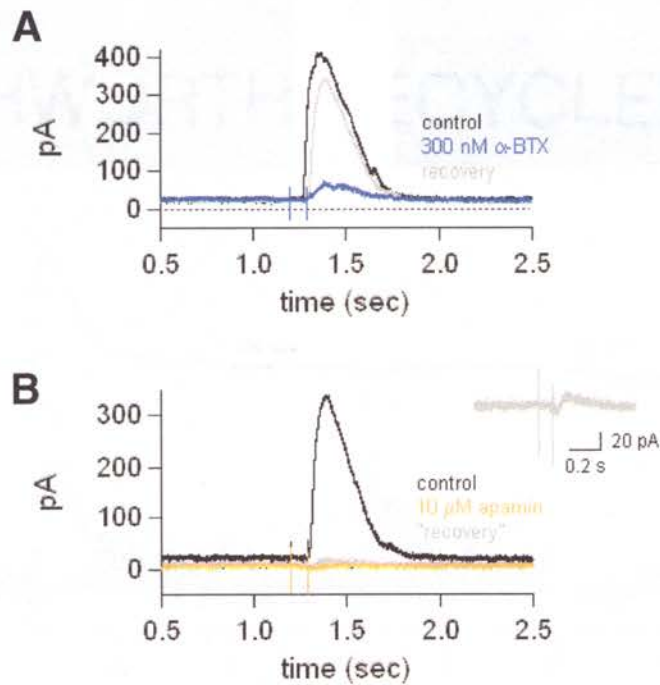 A
400
300
200
100
0
pA
control
300 nM α-BTX
recovery
0.5 1.0 1.5 2.0 2.5
time (sec)
B
300
200
100
0
pA
20 pA
0.2 s
control
10 µM apamin
"recovery"
0.5 1.0 1.5 2.0 2.5
time (sec)